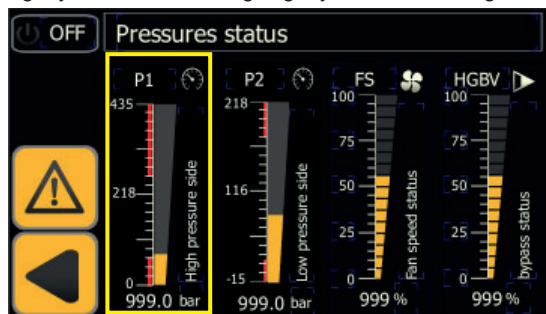 OFF
Pressures status
P1
435
218
0
High pressure side
999.0 bar
P2
218
116
-15
Low pressure side
999.0 bar
FS
100
75
50
25
0
Fan speed status
999 %
HGBV
100
75
50
25
0
bypass status
999 %